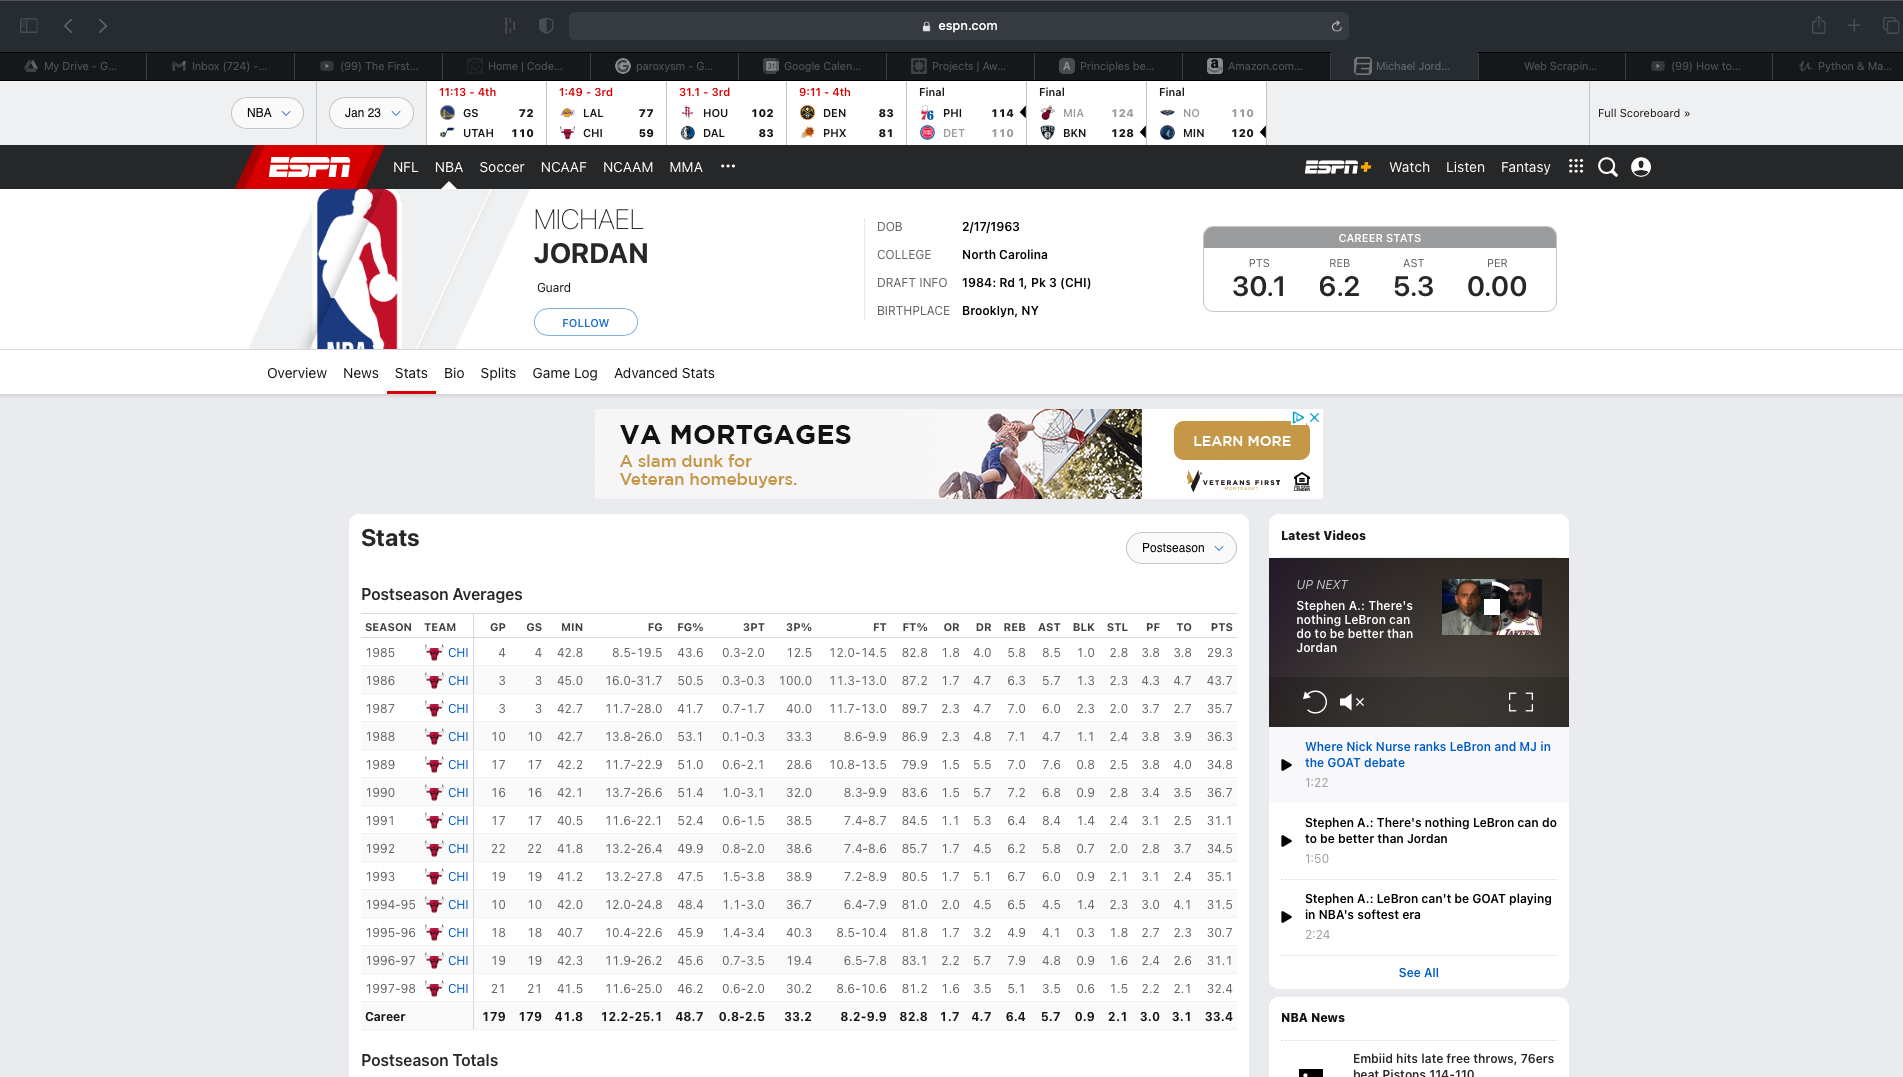 espn.com
My Drive - G...
Inbox (724) -...
(99) The First...
Home | Code...
paroxysm - G...
Google Calen...
Projects | Aw...
Principles be...
Amazon.com...
Michael Jord...
Web Scrapin...
(99) How to...
Python & Ma...
NBA
Jan 23
11:13 - 4th
GS 72
UTAH 110
1:49 - 3rd
LAL 77
CHI 59
31.1 - 3rd
HOU 102
DAL 83
9:11 - 4th
DEN 83
PHX 81
Final
PHI 114
DET 110
Final
MIA 124
BKN 128
Final
NO 110
MIN 120
Full Scoreboard »
ESPN NFL NBA Soccer NCAAF NCAAM MMA ••• ESPN+ Watch Listen Fantasy
MICHAEL
JORDAN
Guard
FOLLOW
NBA
DOB 2/17/1963
COLLEGE North Carolina
DRAFT INFO 1984: Rd 1, Pk 3 (CHI)
BIRTHPLACE Brooklyn, NY
CAREER STATS
PTS REB AST PER
30.1 6.2 5.3 0.00
Overview News Stats Bio Splits Game Log Advanced Stats
VA MORTGAGES
A slam dunk for
Veteran homebuyers.
LEARN MORE
VETERANS FIRST
Stats
Postseason
Postseason Averages
SEASON TEAM GP GS MIN FG FG% 3PT 3P% FT FT% OR DR REB AST BLK STL PF TO PTS
1985 CHI 4 4 42.8 8.5-19.5 43.6 0.3-2.0 12.5 12.0-14.5 82.8 1.8 4.0 5.8 8.5 1.0 2.8 3.8 3.8 29.3
1986 CHI 3 3 45.0 16.0-31.7 50.5 0.3-0.3 100.0 11.3-13.0 87.2 1.7 4.7 6.3 5.7 1.3 2.3 4.3 4.7 43.7
1987 CHI 3 3 42.7 11.7-28.0 41.7 0.7-1.7 40.0 11.7-13.0 89.7 2.3 4.7 7.0 6.0 2.3 2.0 3.7 2.7 35.7
1988 CHI 10 10 42.7 13.8-26.0 53.1 0.1-0.3 33.3 8.6-9.9 86.9 2.3 4.8 7.1 4.7 1.1 2.4 3.8 3.9 36.3
1989 CHI 17 17 42.2 11.7-22.9 51.0 0.6-2.1 28.6 10.8-13.5 79.9 1.5 5.5 7.0 7.6 0.8 2.5 3.8 4.0 34.8
1990 CHI 16 16 42.1 13.7-26.6 51.4 1.0-3.1 32.0 8.3-9.9 83.6 1.5 5.7 7.2 6.8 0.9 2.8 3.4 3.5 36.7
1991 CHI 17 17 40.5 11.6-22.1 52.4 0.6-1.5 38.5 7.4-8.7 84.5 1.1 5.3 6.4 8.4 1.4 2.4 3.1 2.5 31.1
1992 CHI 22 22 41.8 13.2-26.4 49.9 0.8-2.0 38.6 7.4-8.6 85.7 1.7 4.5 6.2 5.8 0.7 2.0 2.8 3.7 34.5
1993 CHI 19 19 41.2 13.2-27.8 47.5 1.5-3.8 38.9 7.2-8.9 80.5 1.7 5.1 6.7 6.0 0.9 2.1 3.1 2.4 35.1
1994-95 CHI 10 10 42.0 12.0-24.8 48.4 1.1-3.0 36.7 6.4-7.9 81.0 2.0 4.5 6.5 4.5 1.4 2.3 3.0 4.1 31.5
1995-96 CHI 18 18 40.7 10.4-22.6 45.9 1.4-3.4 40.3 8.5-10.4 81.8 1.7 3.2 4.9 4.1 0.3 1.8 2.7 2.3 30.7
1996-97 CHI 19 19 42.3 11.9-26.2 45.6 0.7-3.5 19.4 6.5-7.8 83.1 2.2 5.7 7.9 4.8 0.9 1.6 2.4 2.6 31.1
1997-98 CHI 21 21 41.5 11.6-25.0 46.2 0.6-2.0 30.2 8.6-10.6 81.2 1.6 3.5 5.1 3.5 0.6 1.5 2.2 2.1 32.4
Career 179 179 41.8 12.2-25.1 48.7 0.8-2.5 33.2 8.2-9.9 82.8 1.7 4.7 6.4 5.7 0.9 2.1 3.0 3.1 33.4
Postseason Totals
Latest Videos
UP NEXT
Stephen A.: There's
nothing LeBron can
do to be better than
Jordan
Where Nick Nurse ranks LeBron and MJ in
the GOAT debate
1:22
Stephen A.: There's nothing LeBron can do
to be better than Jordan
1:50
Stephen A.: LeBron can't be GOAT playing
in NBA's softest era
2:24
See All
NBA News
Embiid hits late free throws, 76ers
beat Pistons 114-110